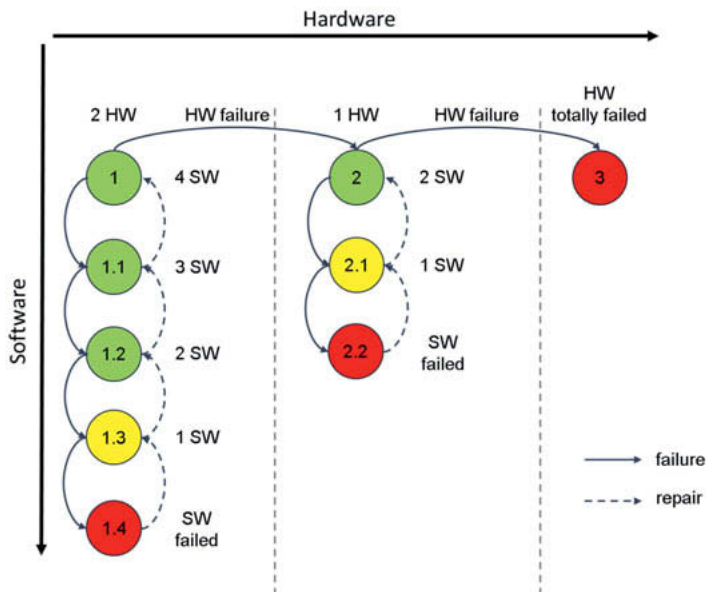 Hardware
HW
totally failed
2 HW
HW failure
1 HW
HW failure
1
4 SW
2
2 SW
3
1.1
3 SW
2.1
1 SW
1.2
2 SW
2.2
SW
failed
1.3
1 SW
1.4
SW
failed
Software
failure
repair